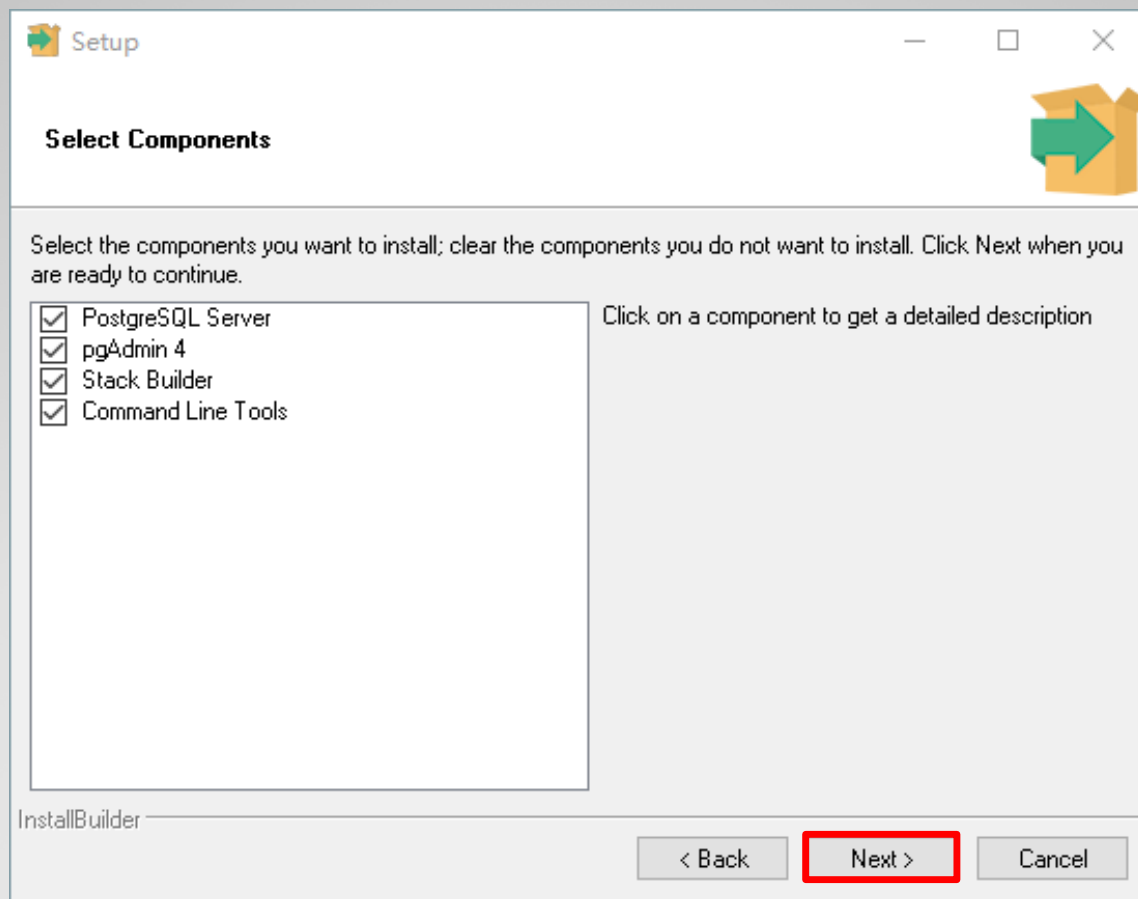 Setup
Select Components
Select the components you want to install; clear the components you do not want to install. Click Next when you
are ready to continue.
PostgreSQL Server
pgAdmin 4
Stack Builder
Command Line Tools
Click on a component to get a detailed description
InstallBuilder
< Back
Next >
Cancel